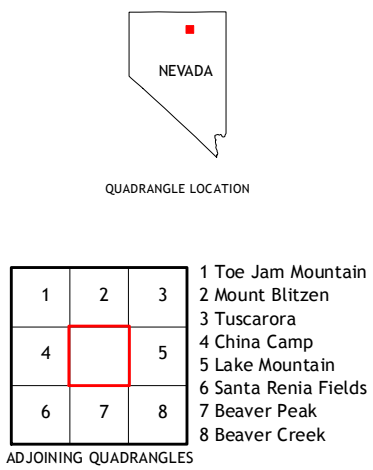 NEVADA
QUADRANGLE LOCATION
1 2 3
4 5
6 7 8
1 Toe Jam Mountain
2 Mount Blitzen
3 Tuscarora
4 China Camp
5 Lake Mountain
6 Santa Renia Fields
7 Beaver Peak
8 Beaver Creek
ADJOINING QUADRANGLES